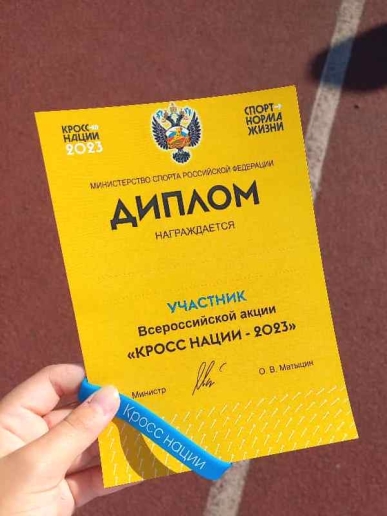 КРОСС
НАЦИИ
2023
СПОРТ
НОРМА
ЖИЗНИ
МИНИСТЕРСТВО СПОРТА РОССИЙСКОЙ ФЕДЕРАЦИИ
ДИПЛОМ
НАГРАЖДАЕТСЯ
УЧАСТНИК
Всероссийской акции
«КРОСС НАЦИИ - 2023»
Министр
О. В. Матыцин
Кросс нации